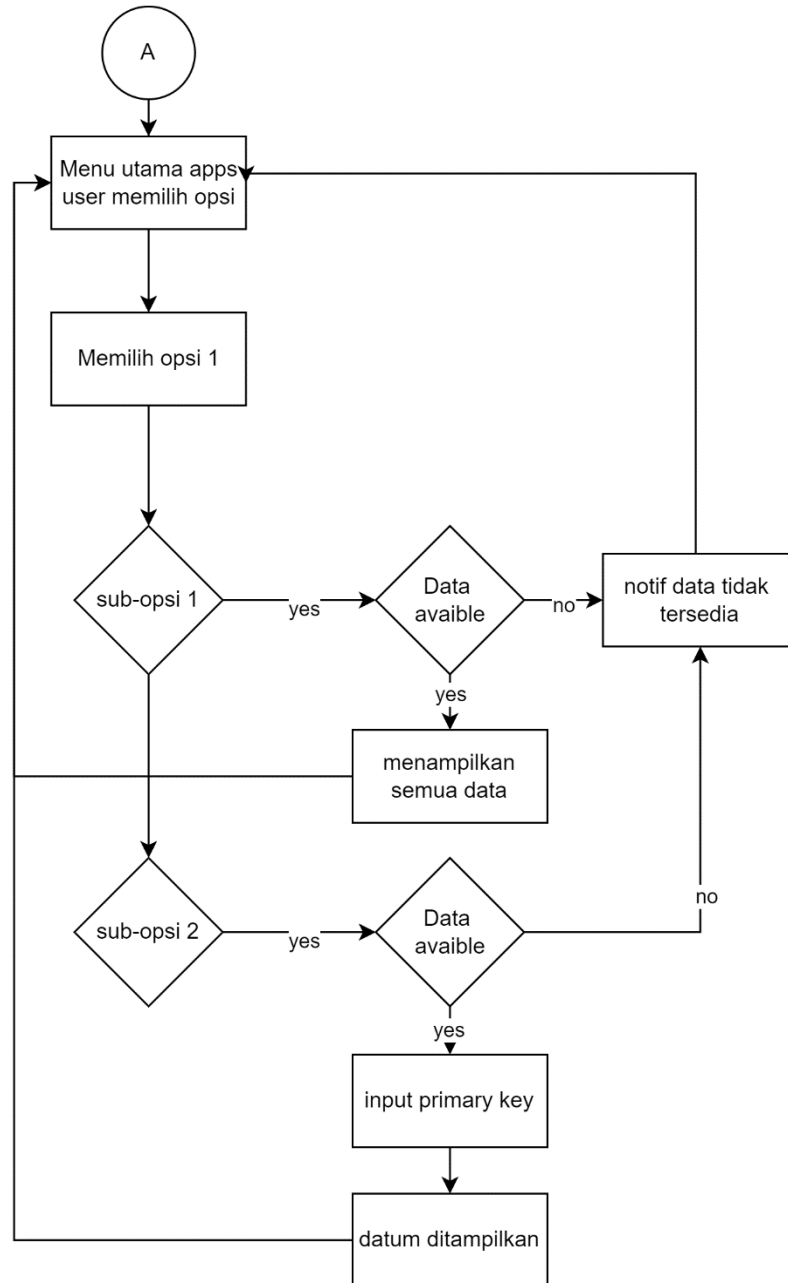 A
Menu utama apps
user memilih opsi
Memilih opsi 1
sub-opsi 1
yes
Data
avaible
no
notif data tidak
tersedia
yes
menampilkan
semua data
sub-opsi 2
yes
Data
avaible
no
yes
input primary key
datum ditampilkan